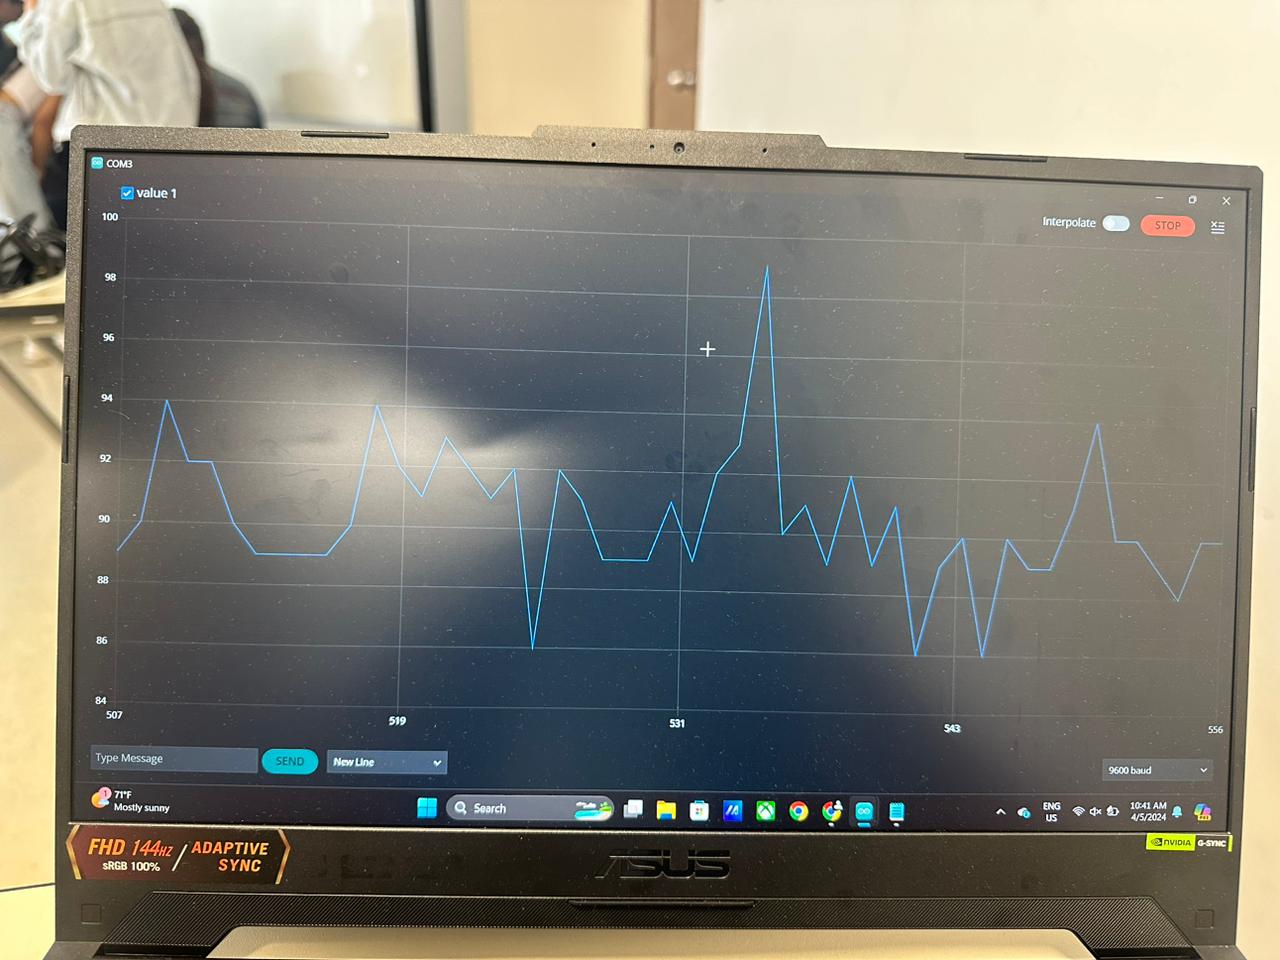 COM3
value 1
Interpolate
STOP
100
98
96
94
92
90
88
86
84
507
519
531
543
556
Type Message
SEND
New Line
9600 baud
1
71°F
Mostly sunny
Search
ENG
US
10:41 AM
4/5/2024
FHD 144HZ / ADAPTIVE SYNC
sRGB 100%
ASUS
NVIDIA G-SYNC